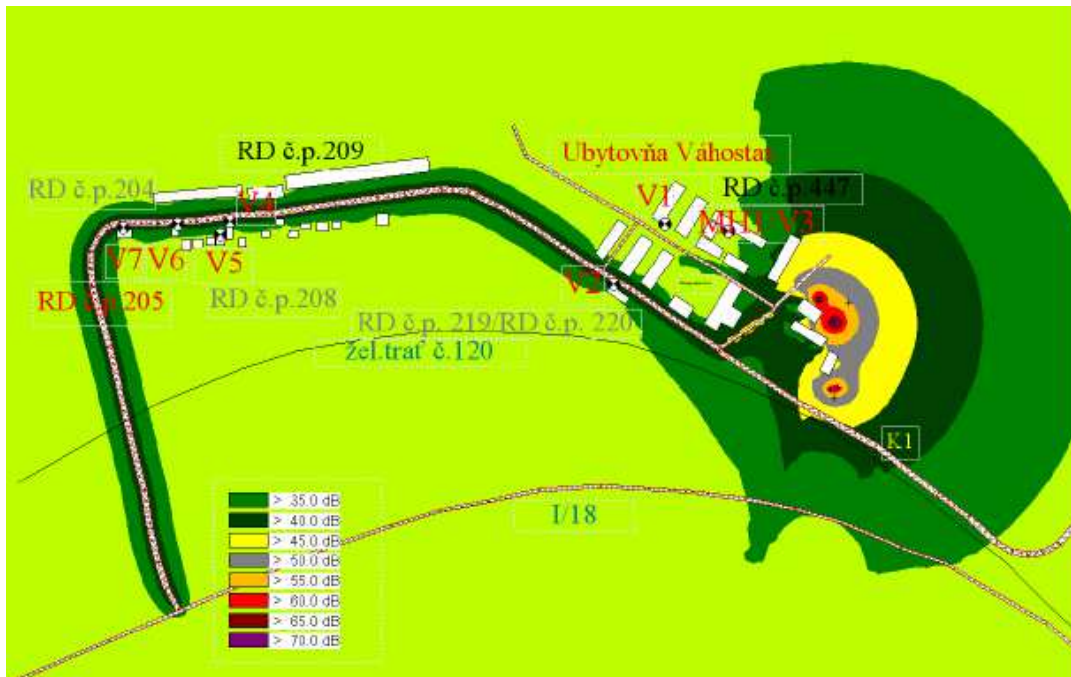 RD č.p.209
Ubytovňa Váhostav
RD č.p.204
RD č.p.447
V4
V1
MH1 V3
V7 V6
V5
V2
RD č.p.205
RD č.p.208
RD č.p. 219/RD č.p. 220
žel.trať č.120
K1
I/18
> 35.0 dB
> 40.0 dB
> 45.0 dB
> 50.0 dB
> 55.0 dB
> 60.0 dB
> 65.0 dB
> 70.0 dB